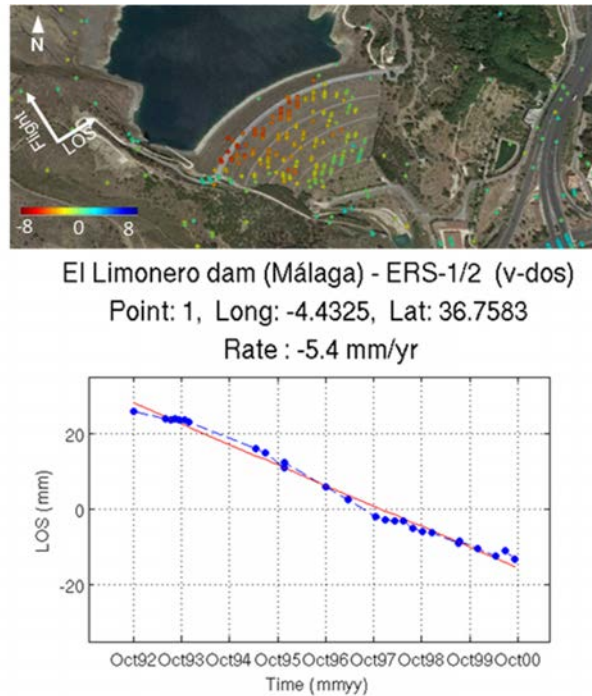 N
Flight
LOS
-8 0 8
El Limonero dam (Málaga) - ERS-1/2 (v-dos)
Point: 1, Long: -4.4325, Lat: 36.7583
Rate : -5.4 mm/yr
20
0
-20
LOS (mm)
Oct92 Oct93 Oct94 Oct95 Oct96 Oct97 Oct98 Oct99 Oct00
Time (mmyy)